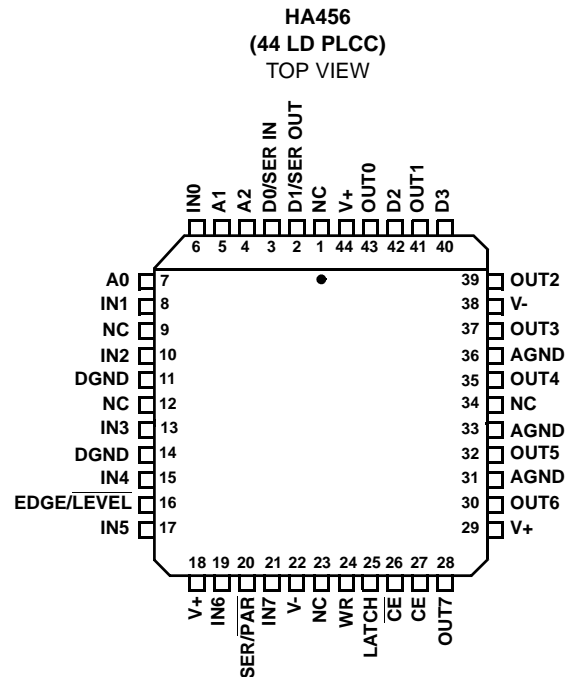 HA456
(44 LD PLCC)
TOP VIEW
IN0
A1
A2
D0/SER IN
D1/SER OUT
NC
V+
OUT0
D2
OUT1
D3
6 5 4 3 2 1 44 43 42 41 40
A0 7
IN1 8
NC 9
IN2 10
DGND 11
NC 12
IN3 13
DGND 14
IN4 15
EDGE/LEVEL 16
IN5 17
39 OUT2
38 V-
37 OUT3
36 AGND
35 OUT4
34 NC
33 AGND
32 OUT5
31 AGND
30 OUT6
29 V+
18 19 20 21 22 23 24 25 26 27 28
V+
IN6
SER/PAR
IN7
V-
NC
WR
LATCH
CE
CE
OUT7